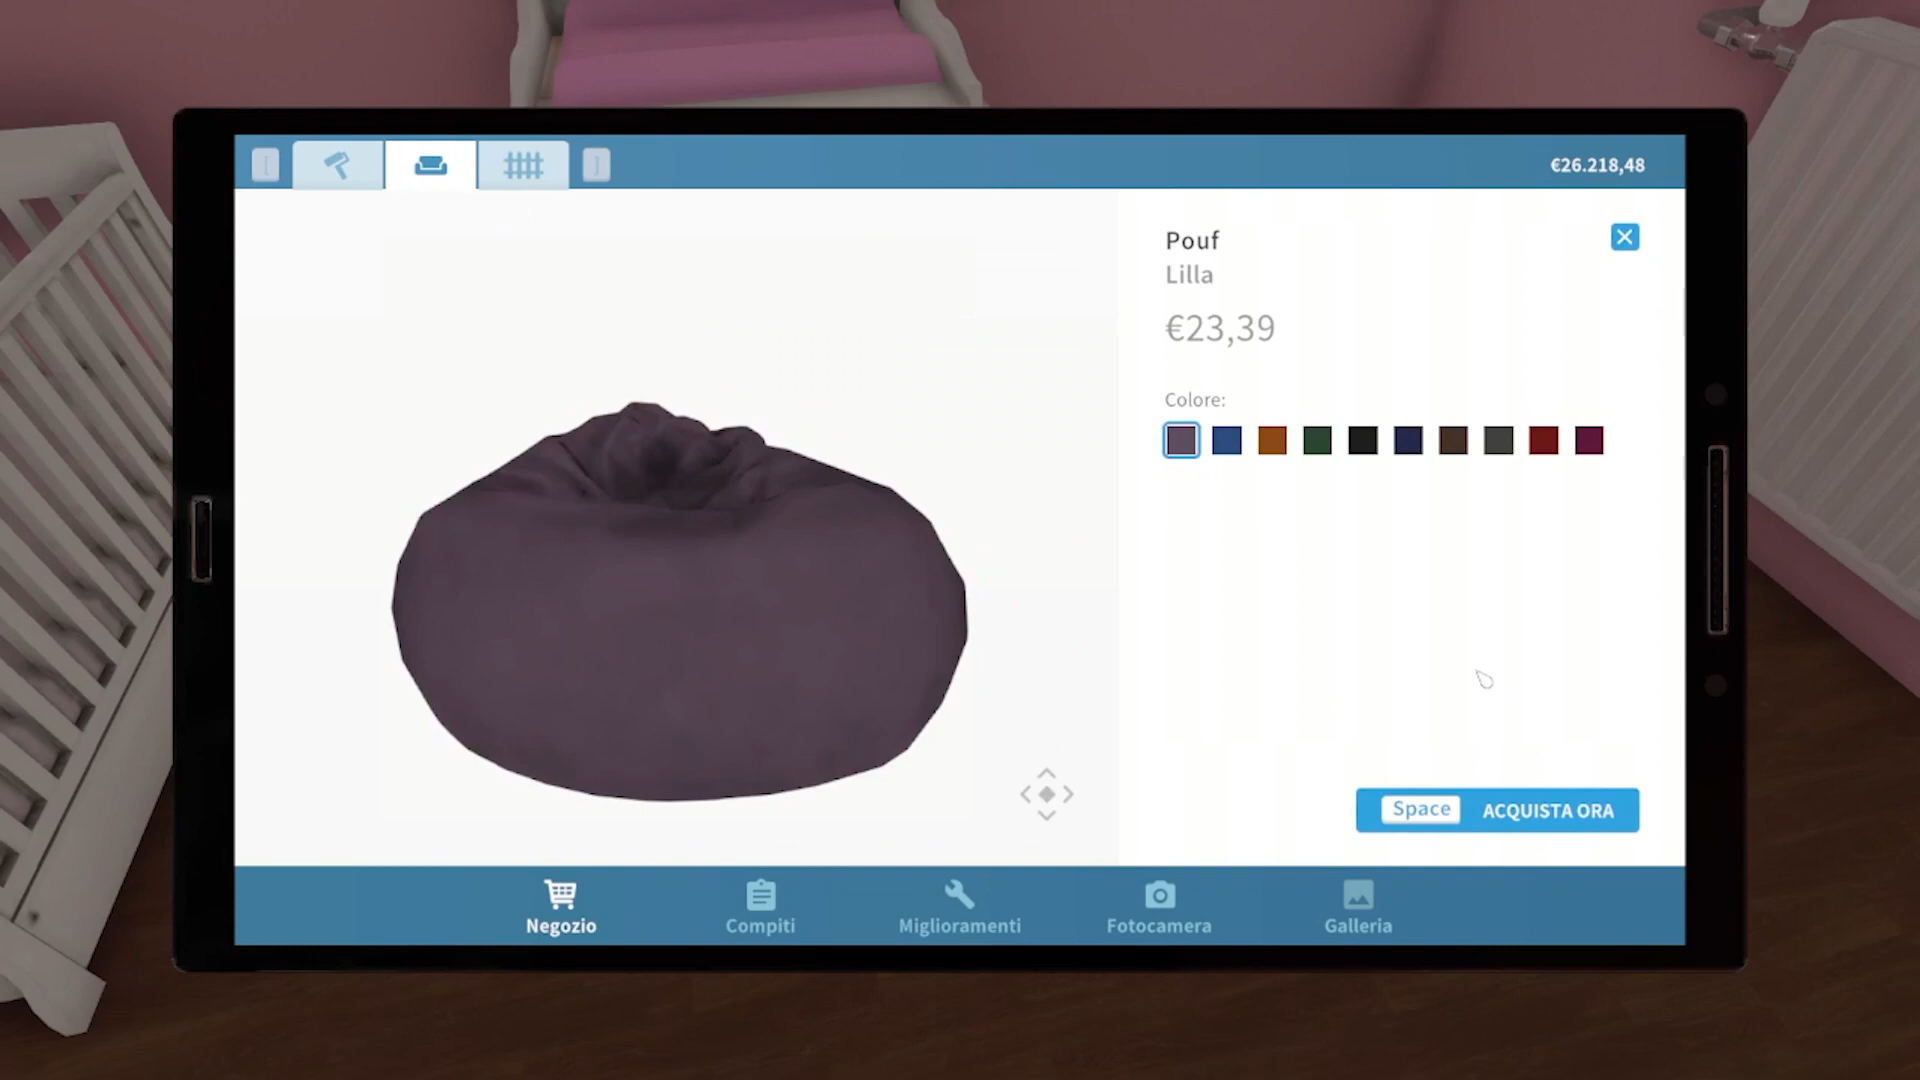 [
]
€26.218,48
Pouf
Lilla
€23,39
Colore:
Space ACQUISTA ORA
Negozio
Compiti
Miglioramenti
Fotocamera
Galleria